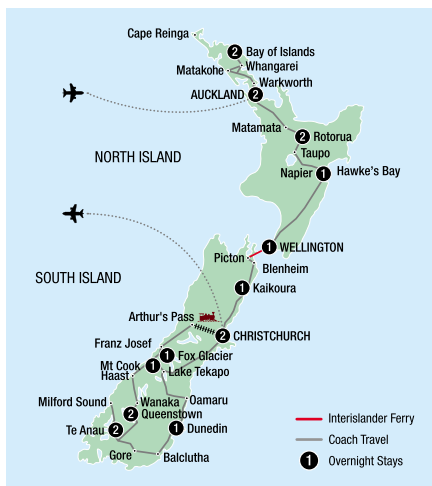 Cape Reinga
2
Bay of Islands
Whangarei
Matakohe
Warkworth
AUCKLAND
2
Matamata
2
Rotorua
Taupo
Napier
1
Hawke's Bay
NORTH ISLAND
1
WELLINGTON
Picton
Blenheim
SOUTH ISLAND
1
Kaikoura
Arthur's Pass
2
CHRISTCHURCH
Franz Josef
1
Fox Glacier
Mt Cook
1
Lake Tekapo
Haast
Milford Sound
Wanaka
Oamaru
2
Queenstown
Te Anau
2
1
Dunedin
Gore
Balclutha
Interislander Ferry
Coach Travel
1
Overnight Stays